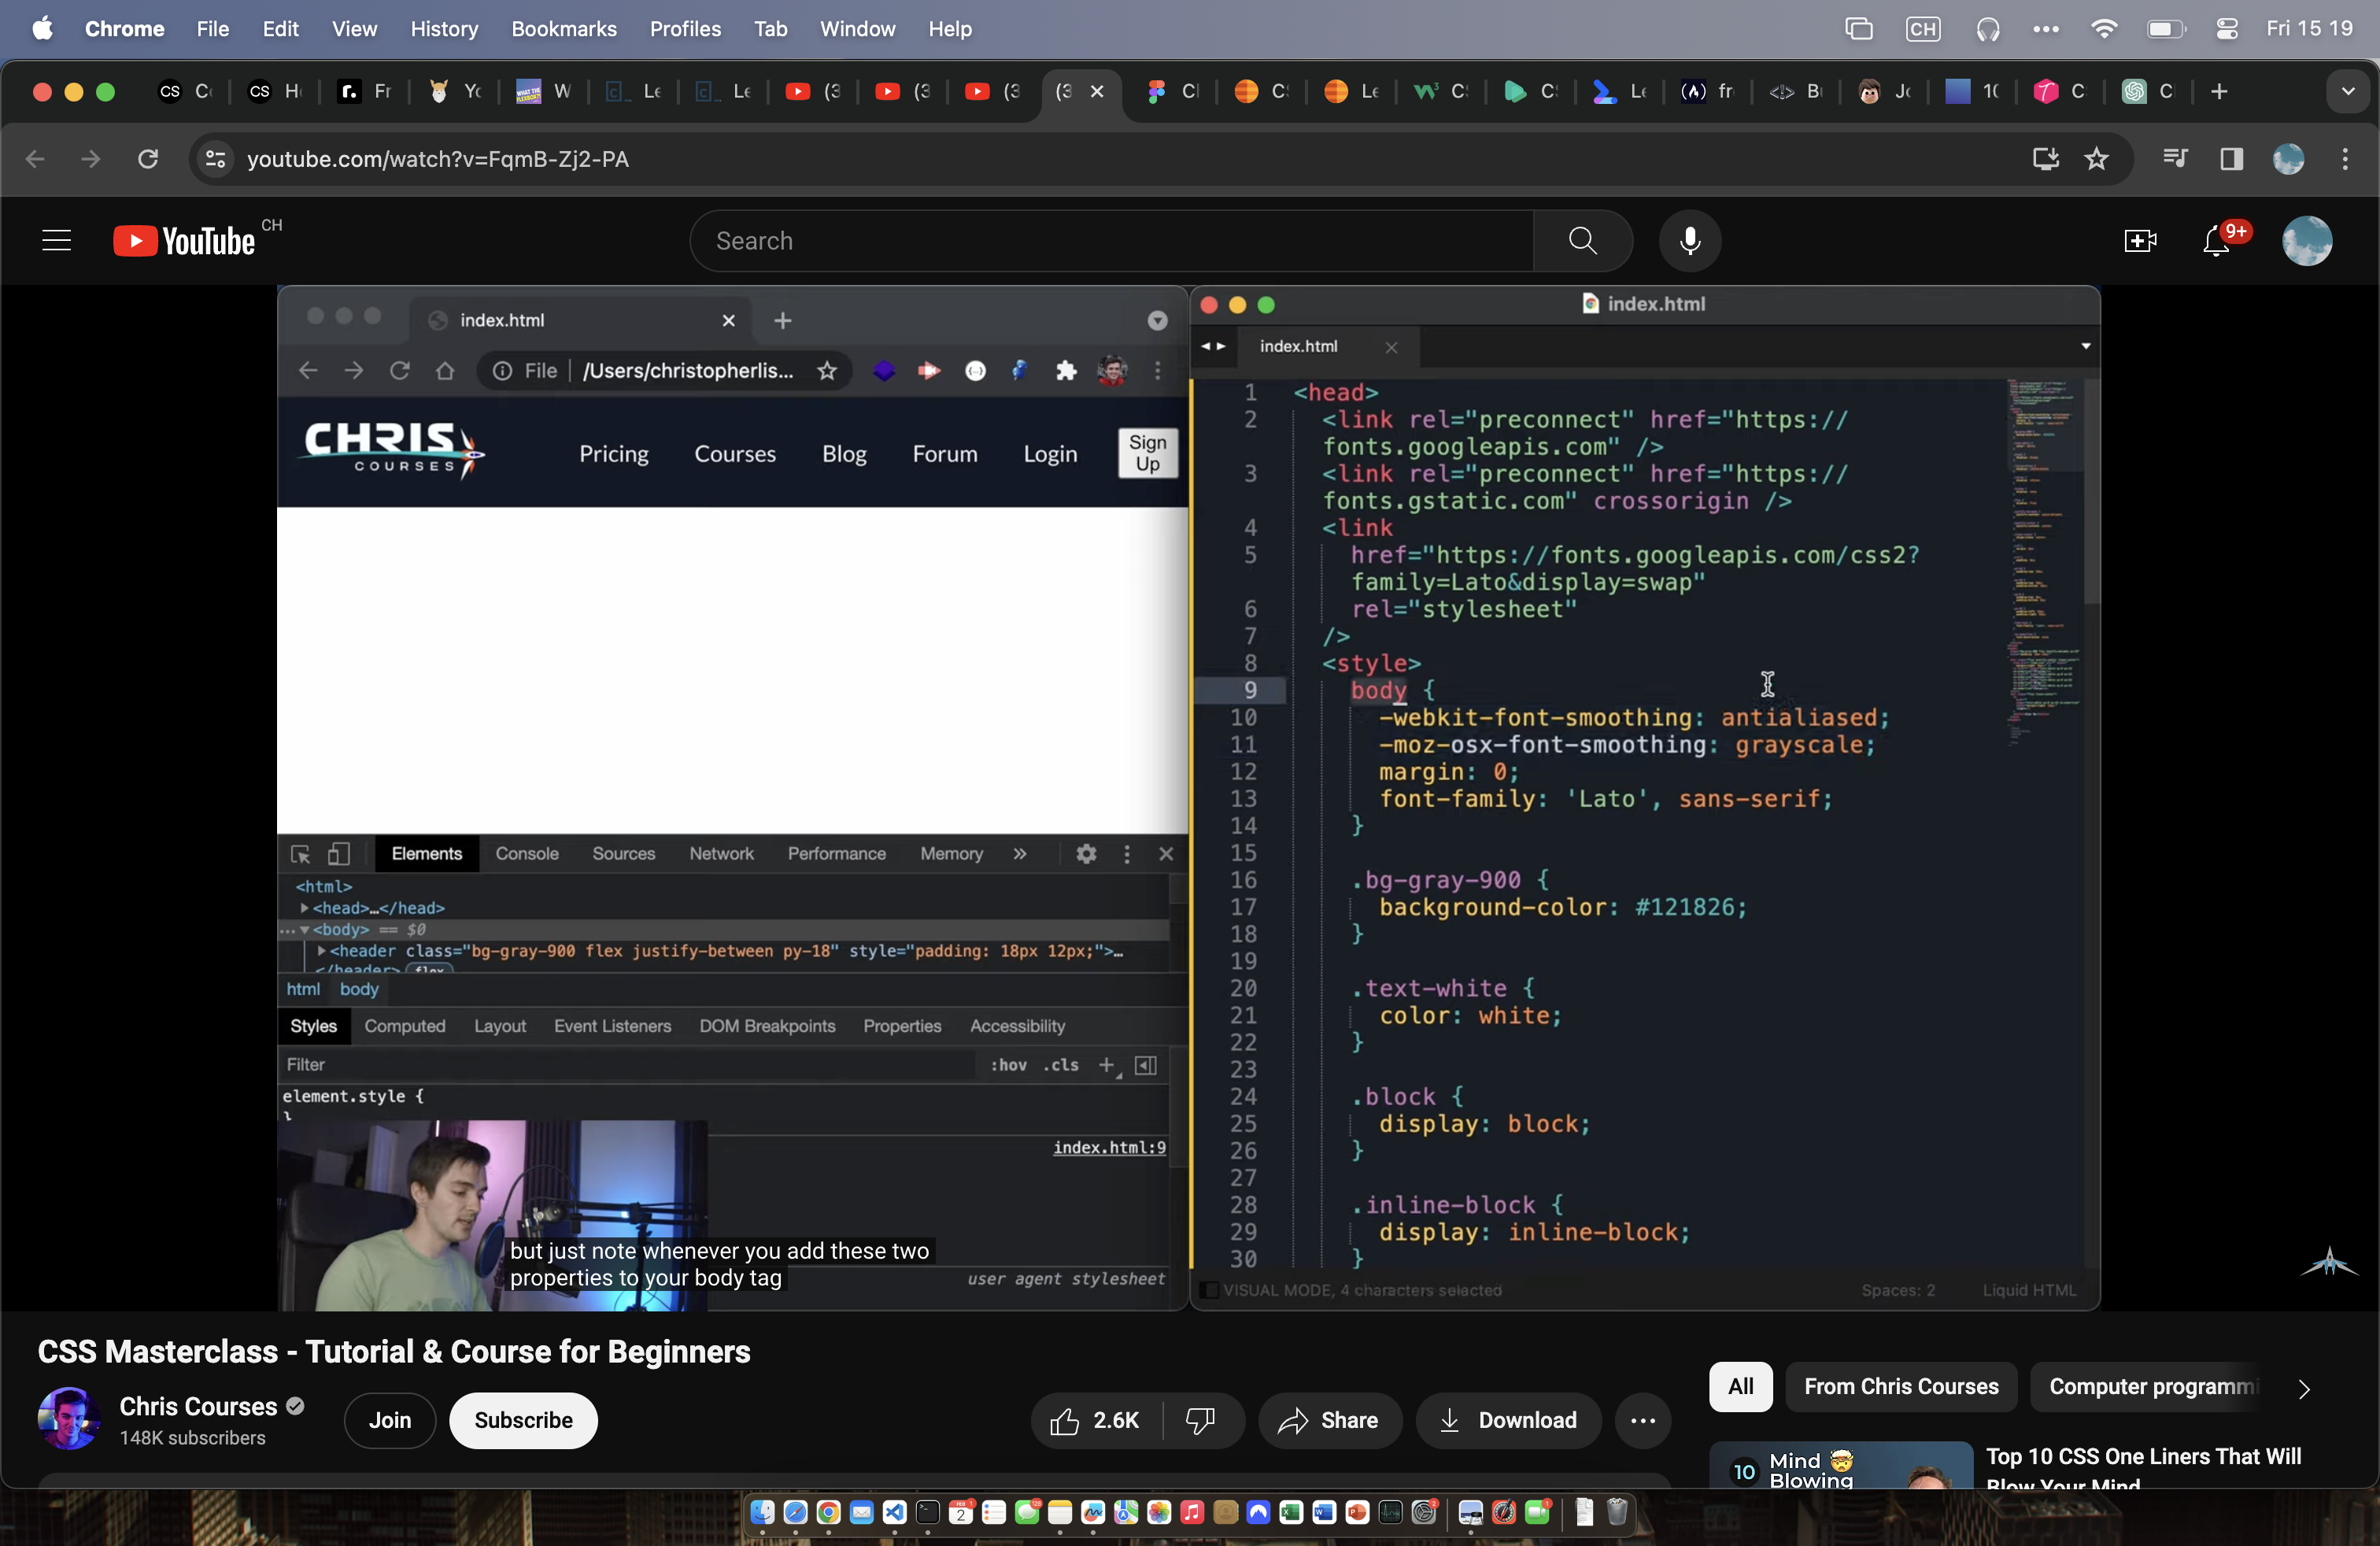 Chrome File Edit View History Bookmarks Profiles Tab Window Help
CH
Fri 15 19
youtube.com/watch?v=FqmB-Zj2-PA
YouTube CH
Search
9+
index.html
File | /Users/christopherlis...
CHRIS
COURSES
Pricing Courses Blog Forum Login Sign
Up
Elements Console Sources Network Performance Memory »
<html>
<head>…</head>
<body> == $0
<header class="bg-gray-900 flex justify-between py-18" style="padding: 18px 12px;">…
</header> flex
html body
Styles Computed Layout Event Listeners DOM Breakpoints Properties Accessibility
Filter :hov .cls
element.style {
}
index.html:9
user agent stylesheet
but just note whenever you add these two
properties to your body tag
index.html
index.html
1 <head>
2 <link rel="preconnect" href="https://
fonts.googleapis.com" />
3 <link rel="preconnect" href="https://
fonts.gstatic.com" crossorigin />
4 <link
5 href="https://fonts.googleapis.com/css2?
family=Lato&display=swap"
6 rel="stylesheet"
7 />
8 <style>
9 body {
10 -webkit-font-smoothing: antialiased;
11 -moz-osx-font-smoothing: grayscale;
12 margin: 0;
13 font-family: 'Lato', sans-serif;
14 }
15
16 .bg-gray-900 {
17 background-color: #121826;
18 }
19
20 .text-white {
21 color: white;
22 }
23
24 .block {
25 display: block;
26 }
27
28 .inline-block {
29 display: inline-block;
30 }
VISUAL MODE, 4 characters selected Spaces: 2 Liquid HTML
CSS Masterclass - Tutorial & Course for Beginners
Chris Courses
148K subscribers
Join Subscribe
2.6K Share Download
All From Chris Courses
10 Mind
Blowing
Top 10 CSS One Liners That Will
Blow Your Mind